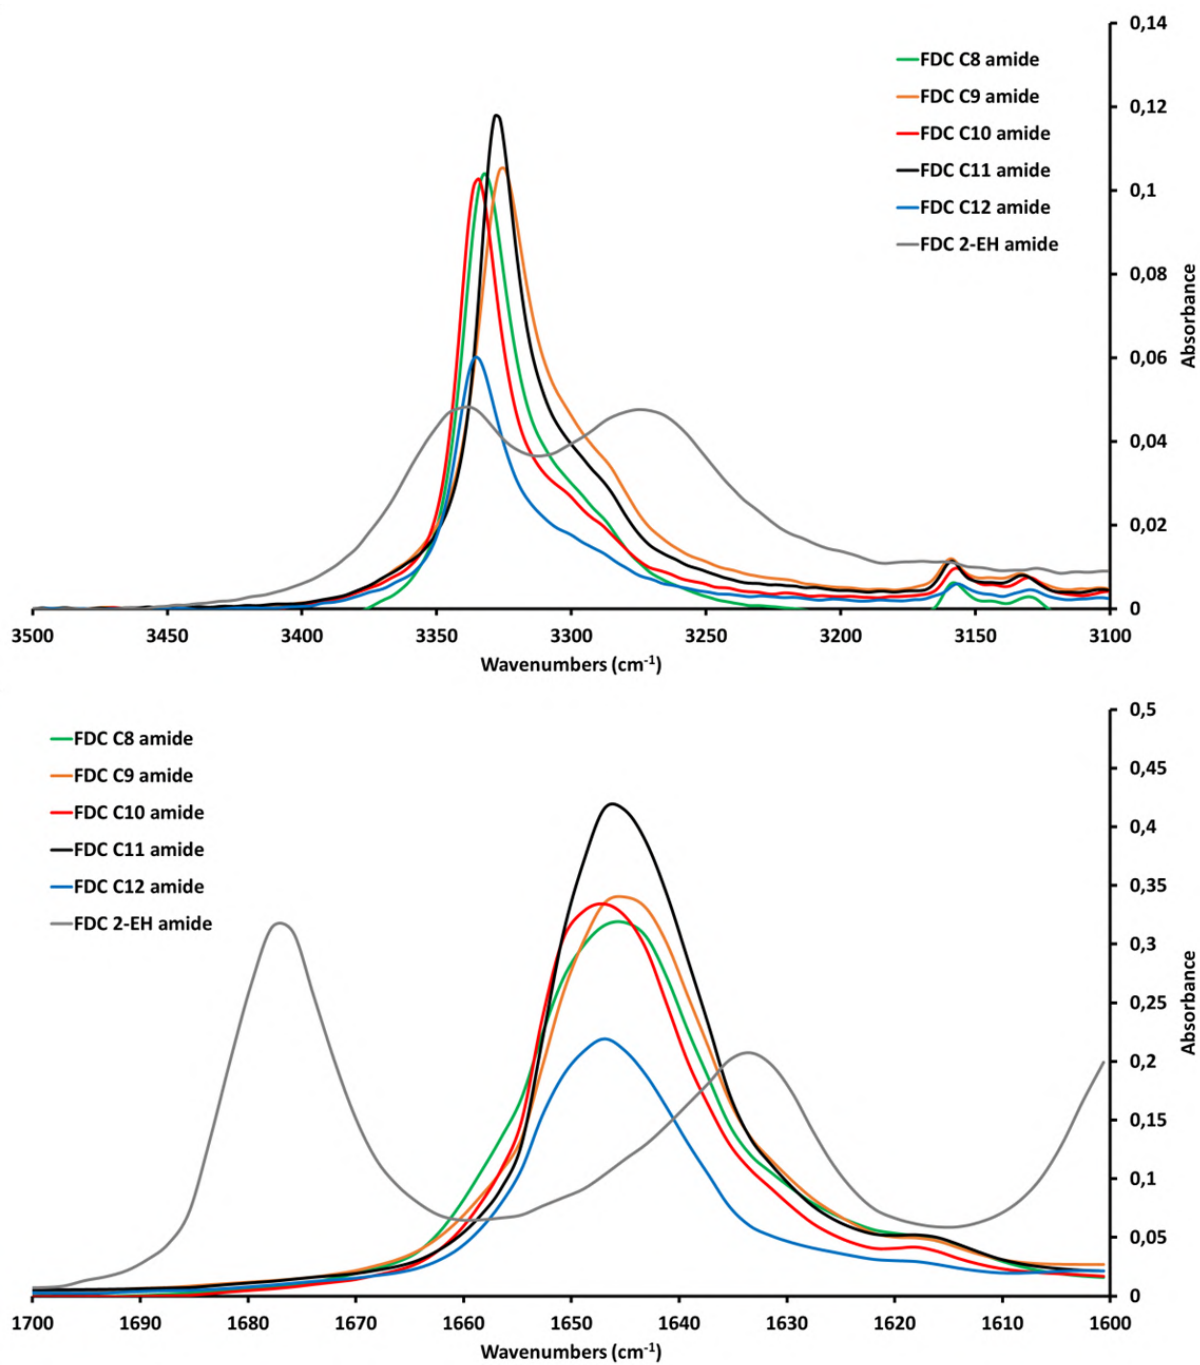 0,14
FDC C8 amide
FDC C9 amide
0,12
FDC C10 amide
FDC C11 amide
0,1
FDC C12 amide
FDC 2-EH amide
0,08
Absorbance
0,06
0,04
0,02
0
3500 3450 3400 3350 3300 3250 3200 3150 3100
Wavenumbers (cm-1)
0,5
FDC C8 amide
0,45
FDC C9 amide
FDC C10 amide
0,4
FDC C11 amide
FDC C12 amide
0,35
FDC 2-EH amide
0,3
0,25
Absorbance
0,2
0,15
0,1
0,05
0
1700 1690 1680 1670 1660 1650 1640 1630 1620 1610 1600
Wavenumbers (cm-1)